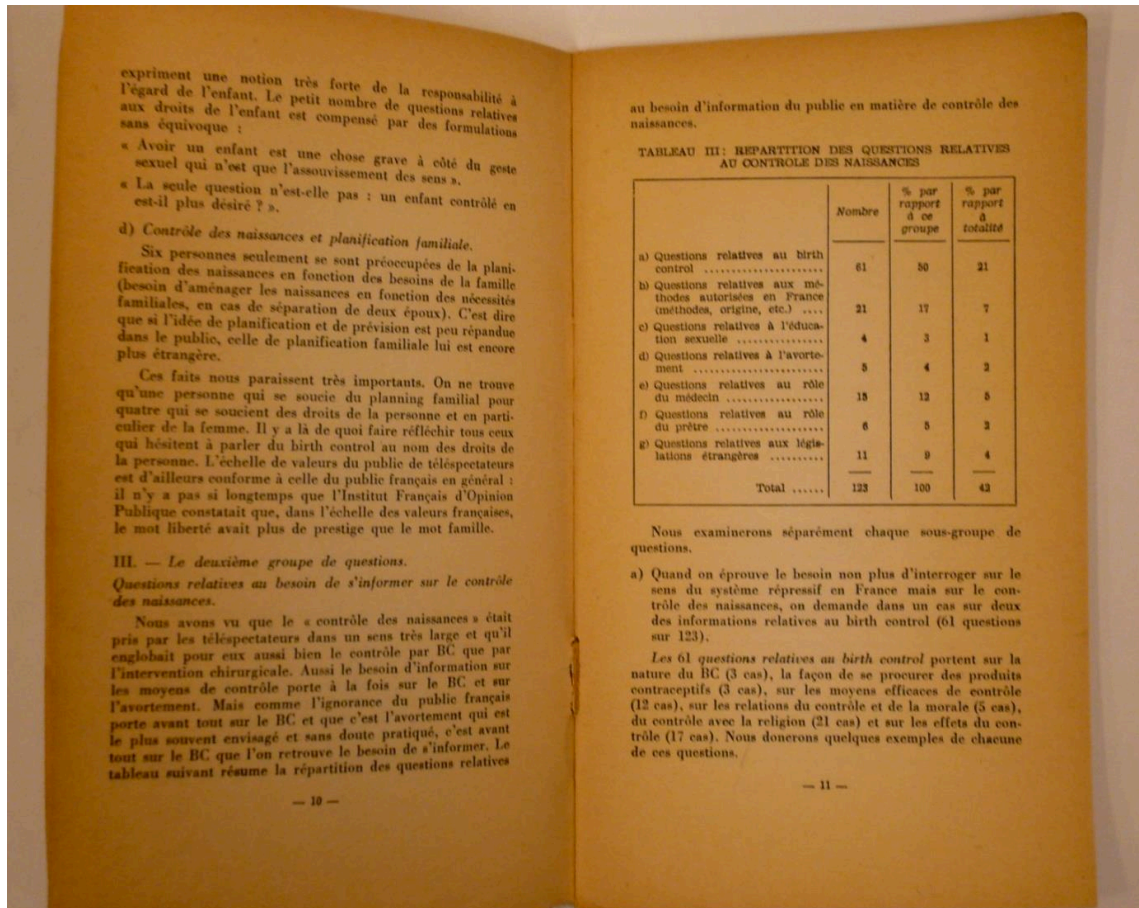 expriment une notion très forte de la responsabilité à
l'égard de l'enfant. Le petit nombre de questions relatives
aux droits de l'enfant est compensé par des formulations
sans équivoque :
« Avoir un enfant est une chose grave à côté du geste
sexuel qui n'est que l'assouvissement des sens ».
« La seule question n'est-elle pas : un enfant contrôlé en
est-il plus désiré ? ».
d) Contrôle des naissances et planification familiale.
Six personnes seulement se sont préoccupées de la plani-
fication des naissances en fonction des besoins de la famille
(besoin d'aménager les naissances en fonction des nécessités
familiales, en cas de séparation de deux époux). C'est dire
que si l'idée de planification et de prévision est peu répandue
dans le public, celle de planification familiale lui est encore
plus étrangère.
Ces faits nous paraissent très importants. On ne trouve
qu'une personne qui se soucie du planning familial pour
quatre qui se soucient des droits de la personne et en parti-
culier de la femme. Il y a là de quoi faire réfléchir tous ceux
qui hésitent à parler du birth control au nom des droits de
la personne. L'échelle de valeurs du public de téléspectateurs
est d'ailleurs conforme à celle du public français en général :
il n'y a pas si longtemps que l'Institut Français d'Opinion
Publique constatait que, dans l'échelle des valeurs françaises,
le mot liberté avait plus de prestige que le mot famille.
III. — Le deuxième groupe de questions.
Questions relatives au besoin de s'informer sur le contrôle
des naissances.
Nous avons vu que le « contrôle des naissances » était
pris par les téléspectateurs dans un sens très large et qu'il
englobait pour eux aussi bien le contrôle par BC que par
l'intervention chirurgicale. Aussi le besoin d'information sur
les moyens de contrôle porte à la fois sur le BC et sur
l'avortement. Mais comme l'ignorance du public français
porte avant tout sur le BC et que c'est l'avortement qui est
le plus souvent envisagé et sans doute pratiqué, c'est avant
tout sur le BC que l'on retrouve le besoin de s'informer. Le
tableau suivant résume la répartition des questions relatives
— 10 —
au besoin d'information du public en matière de contrôle des
naissances.
TABLEAU III : REPARTITION DES QUESTIONS RELATIVES
AU CONTROLE DES NAISSANCES
Nombre % par rapport à ce groupe % par rapport à totalité
a) Questions relatives au birth
control ...................... 61 50 21
b) Questions relatives aux mé-
thodes autorisées en France
(méthodes, origine, etc.) .... 21 17 7
c) Questions relatives à l'éduca-
tion sexuelle ................ 4 3 1
d) Questions relatives à l'avorte-
ment ........................ 5 4 2
e) Questions relatives au rôle
du médecin .................. 15 12 5
f) Questions relatives au rôle
du prêtre .................... 6 5 2
g) Questions relatives aux légis-
lations étrangères .......... 11 9 4
Total ...... 123 100 42
Nous examinerons séparément chaque sous-groupe de
questions.
a) Quand on éprouve le besoin non plus d'interroger sur le
sens du système répressif en France mais sur le con-
trôle des naissances, on demande dans un cas sur deux
des informations relatives au birth control (61 questions
sur 123).
Les 61 questions relatives au birth control portent sur la
nature du BC (3 cas), la façon de se procurer des produits
contraceptifs (3 cas), sur les moyens efficaces de contrôle
(12 cas), sur les relations du contrôle et de la morale (5 cas),
du contrôle avec la religion (21 cas) et sur les effets du con-
trôle (17 cas). Nous donerons quelques exemples de chacune
de ces questions.
— 11 —